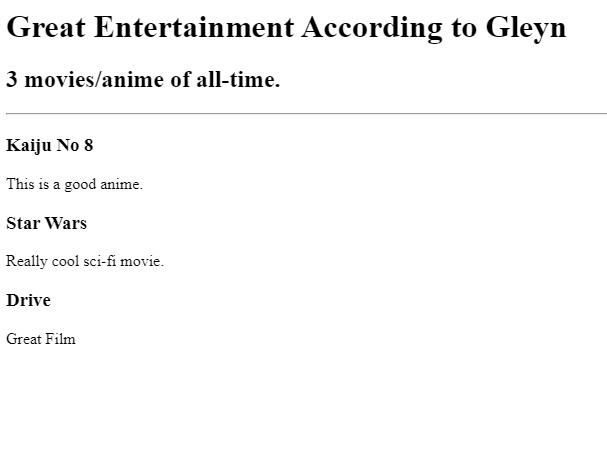 Great Entertainment According to Gleyn
3 movies/anime of all-time.
Kaiju No 8
This is a good anime.
Star Wars
Really cool sci-fi movie.
Drive
Great Film